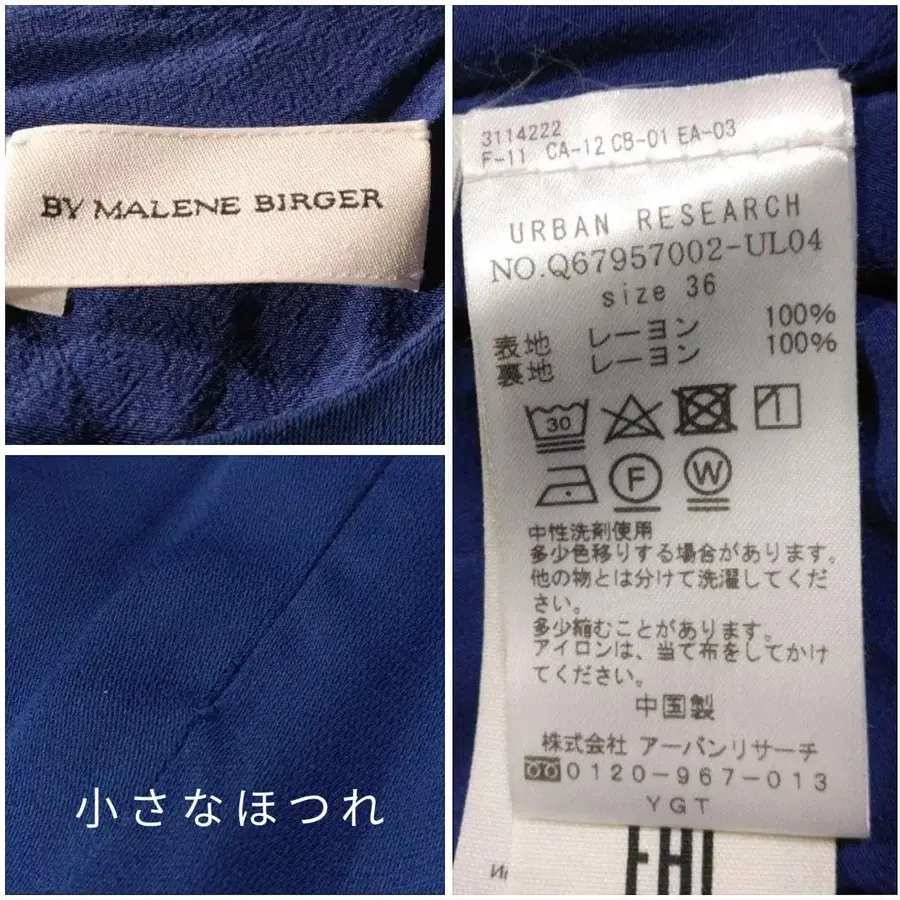 BY MALENE BIRGER
小さなほつれ
3114222
F-11 CA-12 CB-01 EA-03
URBAN RESEARCH
NO.Q67957002-UL04
size 36
表地 レーヨン 100%
裏地 レーヨン 100%
30
F W
中性洗剤使用
多少色移りする場合があります。
他の物とは分けて洗濯してくだ
さい。
多少縮むことがあります。
アイロンは、当て布をしてかけ
てください。
中国製
株式会社 アーバンリサーチ
0120-967-013
YGT
EAC